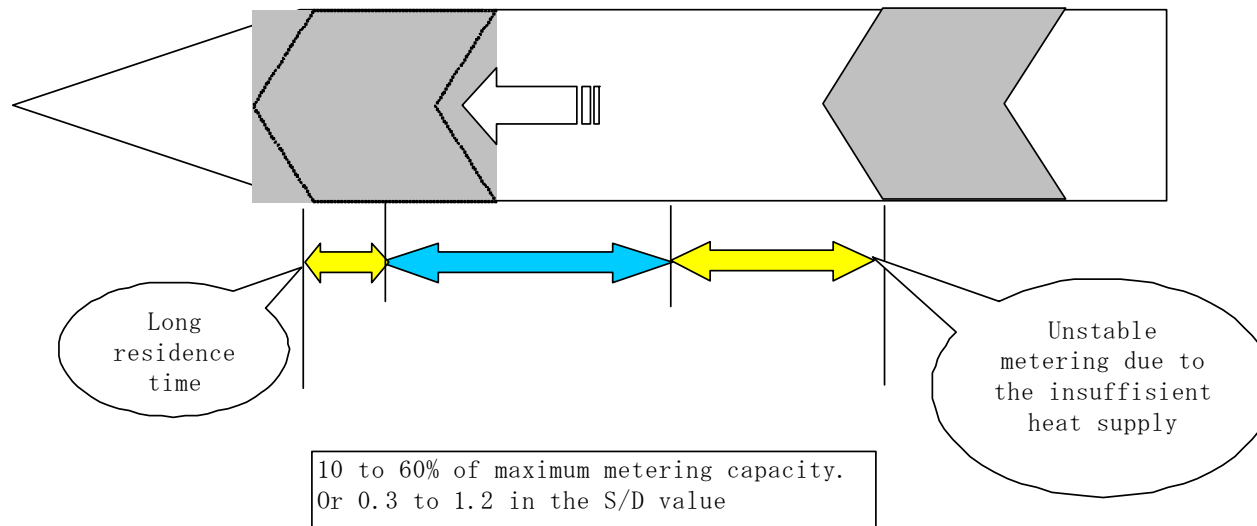 Long
residence
time
Unstable
metering due to
the insuffisient
heat supply
10 to 60% of maximum metering capacity.
Or 0.3 to 1.2 in the S/D value